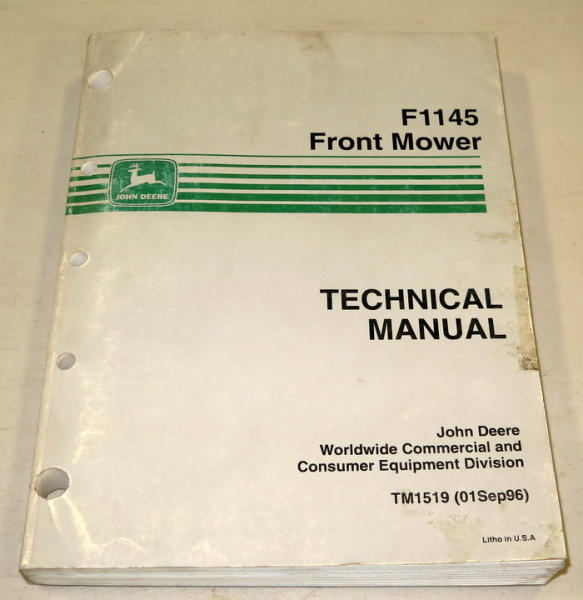 F1145
Front Mower
JOHN DEERE
TECHNICAL
MANUAL
John Deere
Worldwide Commercial and
Consumer Equipment Division
TM1519 (01Sep96)
Litho in U.S.A